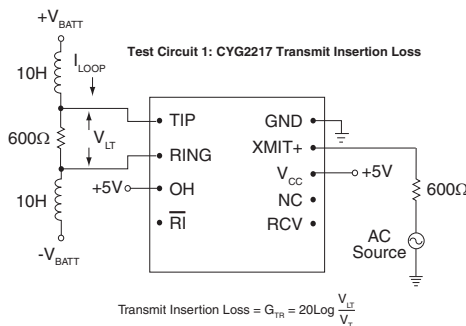 +V_BATT
Test Circuit 1: CYG2217 Transmit Insertion Loss
I_LOOP
10H
TIP
GND
600Ω
V_LT
XMIT+
RING
V_CC
+5V
+5V
OH
600Ω
10H
NC
R̅I̅
RCV
AC
Source
-V_BATT
Transmit Insertion Loss = G_TR = 20Log V_LT
V_T